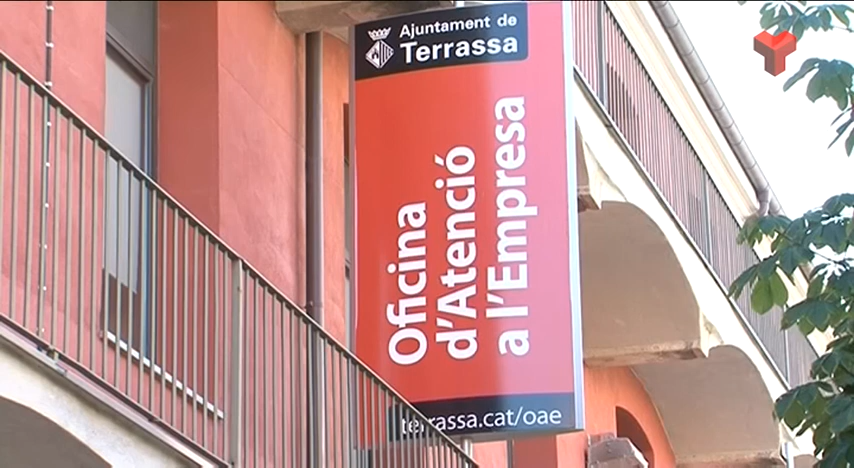 Ajuntament de
Terrassa
Oficina
d'Atenció
a l'Empresa
terrassa.cat/oae